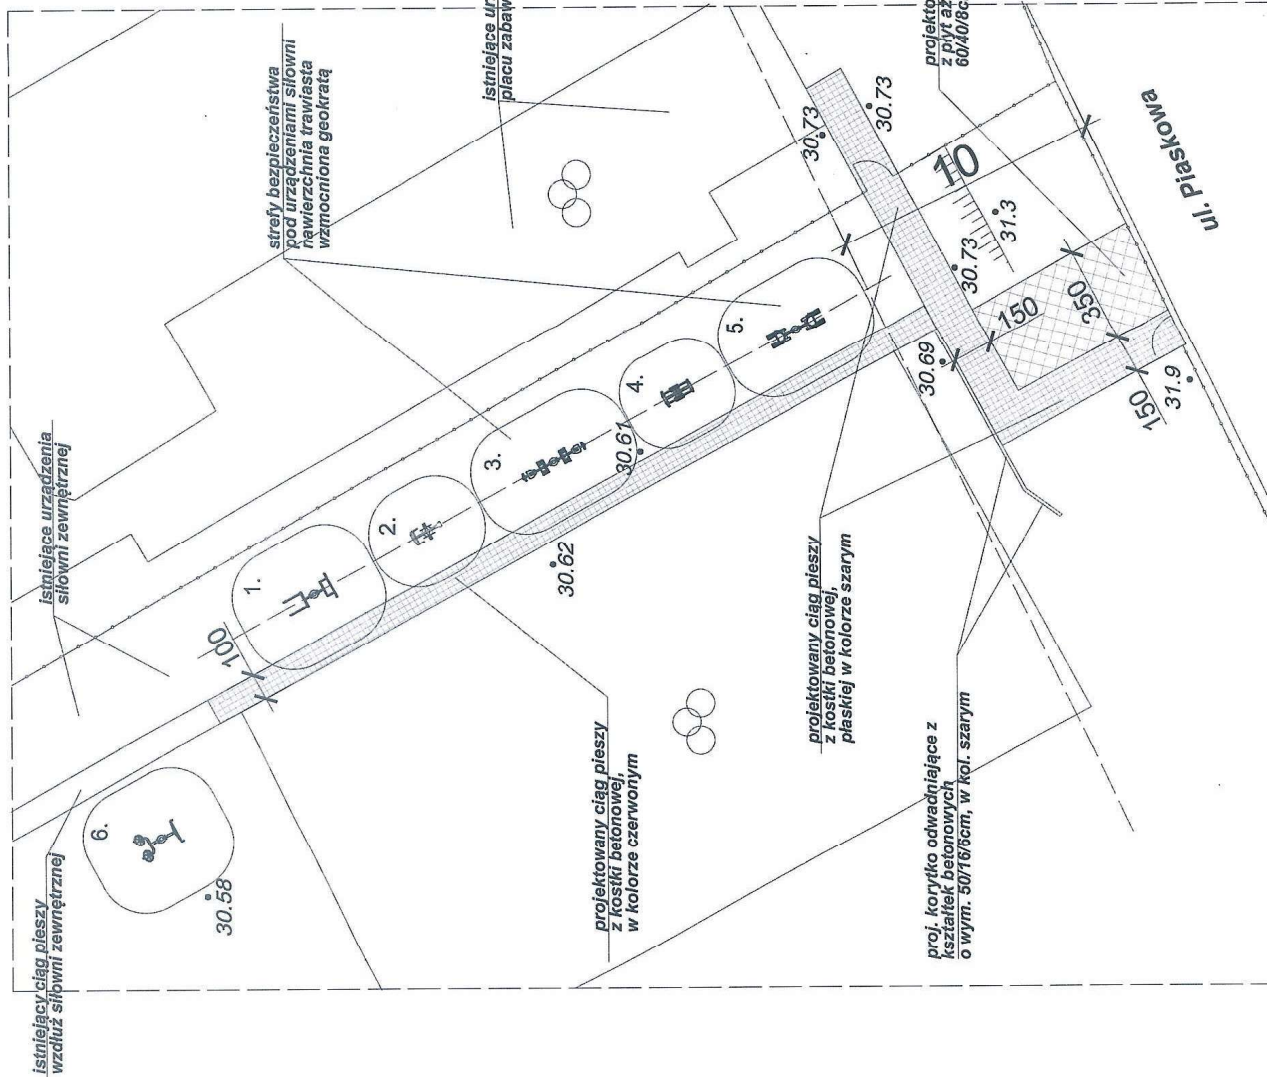 istniejący ciąg pieszy
wzdłuż siłowni zewnętrznej
istniejące urządzenia
siłowni zewnętrznej
strefy bezpieczeństwa
pod urządzeniami siłowni
nawierzchnia trawiasta
wzmocniona geokratą
istniejące
placu
z płyt
ul. Piaskowa
projektowany ciąg pieszy
z kostki betonowej,
w kolorze czerwonym
projektowany ciąg pieszy
z kostki betonowej,
płaskiej w kolorze szarym
proj. korytko odwadniające z
kształtek betonowych
o wym. 50/16/6cm, w kol. szarym
6.
1.
2.
3.
4.
5.
100
30.58
30.62
30.61
30.69
30.73
30.73
30.73
31.3
31.9
10
150
350
150